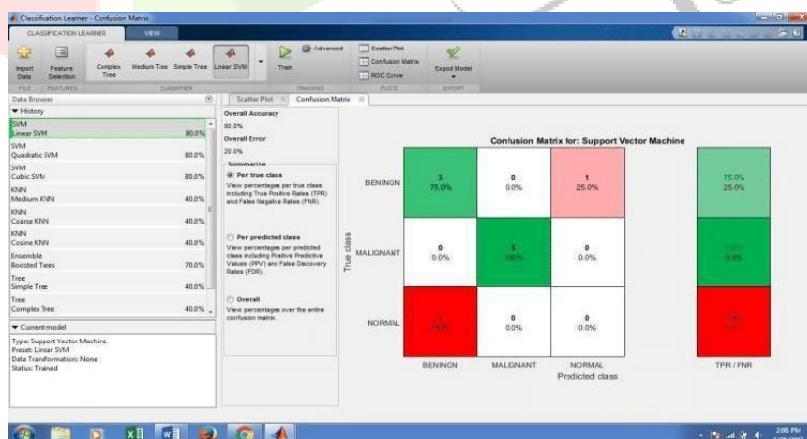 Classification Learner - Confusion Matrix
CLASSIFICATION LEARNER VIEW
Import Data
Feature Selection
Complex Tree
Medium Tree
Simple Tree
Linear SVM
Train
Advanced
Scatter Plot
Confusion Matrix
ROC Curve
Export Model
FILE FEATURES CLASSIFIER TRAINING PLOTS EXPORT
Data Browser
History
SVM
Linear SVM 80.0%
SVM
Quadratic SVM 80.0%
SVM
Cubic SVM 80.0%
KNN
Medium KNN 40.0%
KNN
Coarse KNN 40.0%
KNN
Cosine KNN 40.0%
Ensemble
Boosted Trees 70.0%
Tree
Simple Tree 40.0%
Tree
Complex Tree 40.0%
Current model
Type: Support Vector Machine
Preset: Linear SVM
Data Transformation: None
Status: Trained
Scatter Plot Confusion Matrix
Overall Accuracy
80.0%
Overall Error
20.0%
Summarize
Per true class
View percentages per true class
including True Positive Rates (TPR)
and False Negative Rates (FNR).
Per predicted class
View percentages per predicted
class including Positive Predictive
Values (PPV) and False Discovery
Rates (FDR).
Overall
View percentages over the entire
confusion matrix.
Confusion Matrix for: Support Vector Machine
True class
BENINGN
3
75.0%
0
0.0%
1
25.0%
75.0%
25.0%
MALIGNANT
0
0.0%
5
100%
0
0.0%
0.0%
NORMAL
0
0.0%
0
0.0%
BENINGN MALIGNANT NORMAL TPR / FNR
Predicted class
2:05 PM